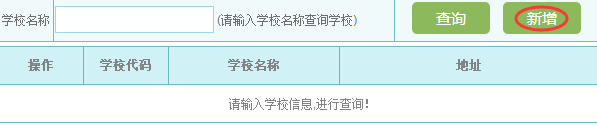 学校名称 (请输入学校名称查询学校) 查询 新增
操作 学校代码 学校名称 地址
请输入学校信息,进行查询!